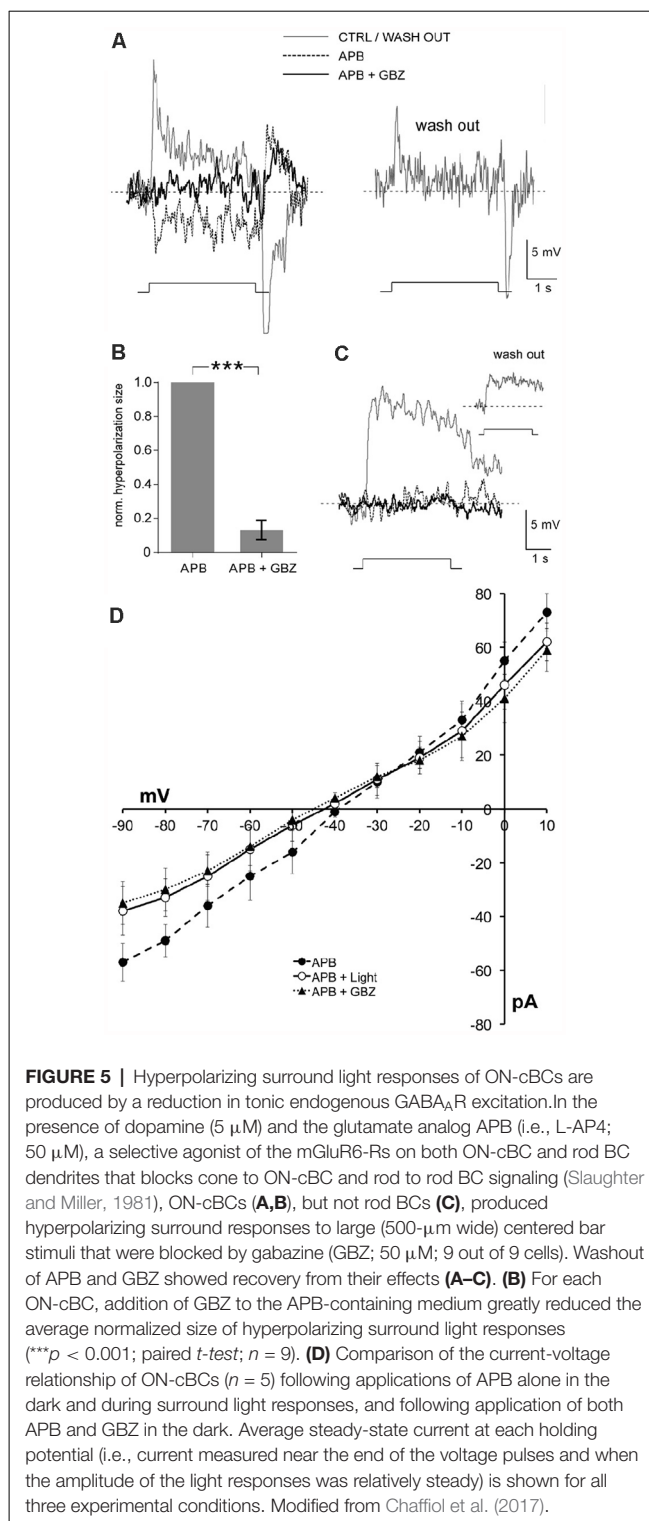 A
CTRL / WASH OUT
APB
APB + GBZ
wash out
5 mV
1 s
B
***
norm. hyperpolarization size
1.0
0.8
0.6
0.4
0.2
0
APB
APB + GBZ
C
wash out
5 mV
1 s
D
80
60
40
20
0
-20
-40
-60
-80
mV
-90 -80 -70 -60 -50 -40 -30 -20 -10 0 10
APB
APB + Light
APB + GBZ
pA
FIGURE 5 | Hyperpolarizing surround light responses of ON-cBCs are
produced by a reduction in tonic endogenous GABAAR excitation.In the
presence of dopamine (5 μM) and the glutamate analog APB (i.e., L-AP4;
50 μM), a selective agonist of the mGluR6-Rs on both ON-cBC and rod BC
dendrites that blocks cone to ON-cBC and rod to rod BC signaling (Slaughter
and Miller, 1981), ON-cBCs (A,B), but not rod BCs (C), produced
hyperpolarizing surround responses to large (500-μm wide) centered bar
stimuli that were blocked by gabazine (GBZ; 50 μM; 9 out of 9 cells). Washout
of APB and GBZ showed recovery from their effects (A–C). (B) For each
ON-cBC, addition of GBZ to the APB-containing medium greatly reduced the
average normalized size of hyperpolarizing surround light responses
(***p < 0.001; paired t-test; n = 9). (D) Comparison of the current-voltage
relationship of ON-cBCs (n = 5) following applications of APB alone in the
dark and during surround light responses, and following application of both
APB and GBZ in the dark. Average steady-state current at each holding
potential (i.e., current measured near the end of the voltage pulses and when
the amplitude of the light responses was relatively steady) is shown for all
three experimental conditions. Modified from Chaffiol et al. (2017).